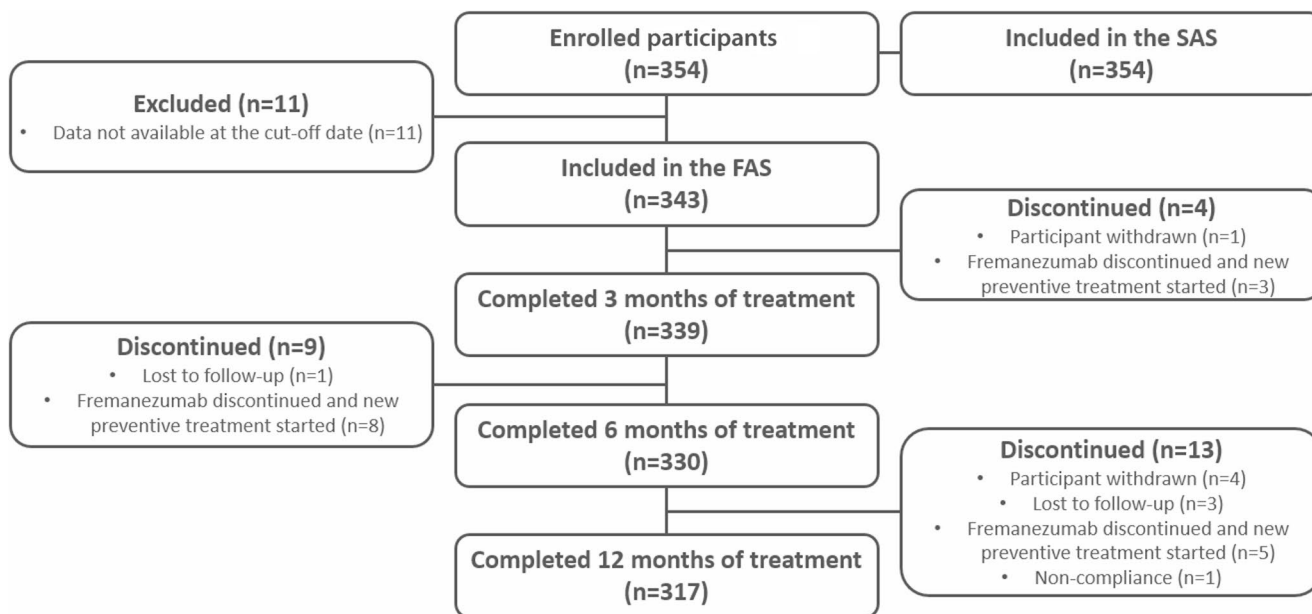 Enrolled participants
(n=354)
Included in the SAS
(n=354)
Excluded (n=11)
• Data not available at the cut-off date (n=11)
Included in the FAS
(n=343)
Discontinued (n=4)
• Participant withdrawn (n=1)
• Fremanezumab discontinued and new
preventive treatment started (n=3)
Completed 3 months of treatment
(n=339)
Discontinued (n=9)
• Lost to follow-up (n=1)
• Fremanezumab discontinued and new
preventive treatment started (n=8)
Completed 6 months of treatment
(n=330)
Discontinued (n=13)
• Participant withdrawn (n=4)
• Lost to follow-up (n=3)
• Fremanezumab discontinued and new
preventive treatment started (n=5)
• Non-compliance (n=1)
Completed 12 months of treatment
(n=317)